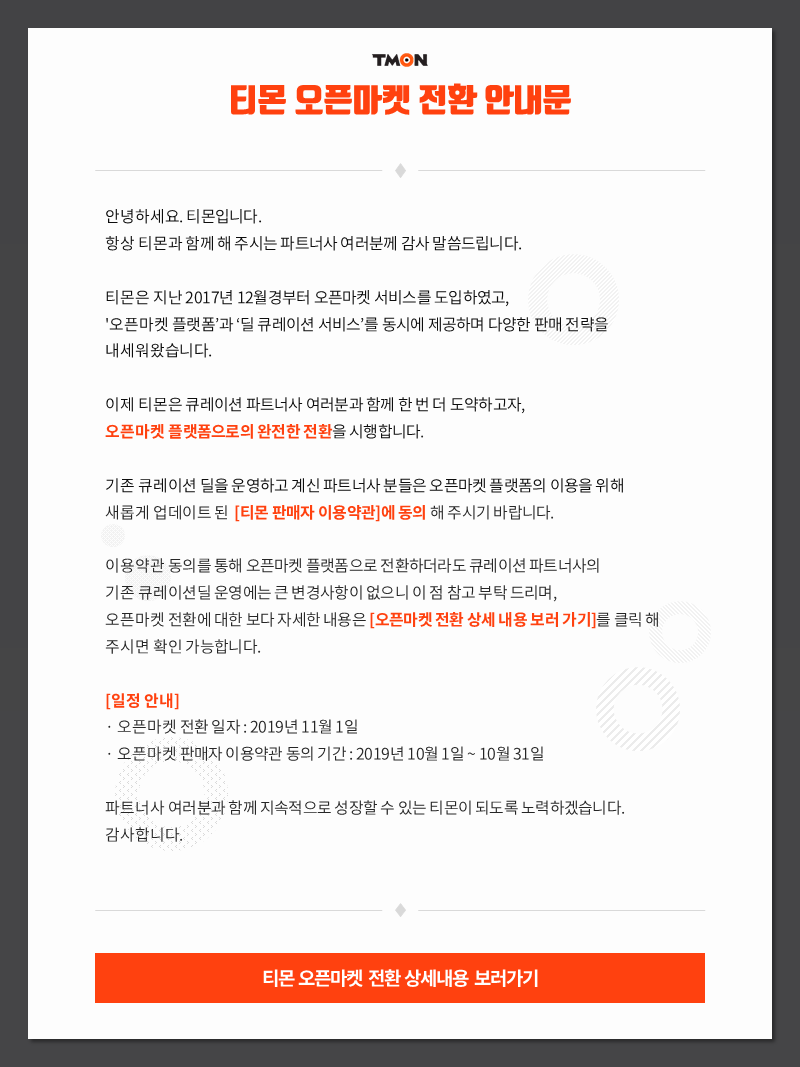 TMON
티몬 오픈마켓 전환 안내문
안녕하세요. 티몬입니다.
항상 티몬과 함께 해 주시는 파트너사 여러분께 감사 말씀드립니다.
티몬은 지난 2017년 12월경부터 오픈마켓 서비스를 도입하였고,
'오픈마켓 플랫폼’과 ‘딜 큐레이션 서비스’를 동시에 제공하며 다양한 판매 전략을
내세워왔습니다.
이제 티몬은 큐레이션 파트너사 여러분과 함께 한 번 더 도약하고자,
오픈마켓 플랫폼으로의 완전한 전환을 시행합니다.
기존 큐레이션 딜을 운영하고 계신 파트너사 분들은 오픈마켓 플랫폼의 이용을 위해
새롭게 업데이트 된 [티몬 판매자 이용약관]에 동의 해 주시기 바랍니다.
이용약관 동의를 통해 오픈마켓 플랫폼으로 전환하더라도 큐레이션 파트너사의
기존 큐레이션딜 운영에는 큰 변경사항이 없으니 이 점 참고 부탁 드리며,
오픈마켓 전환에 대한 보다 자세한 내용은 [오픈마켓 전환 상세 내용 보러 가기]를 클릭 해
주시면 확인 가능합니다.
[일정 안내]
· 오픈마켓 전환 일자 : 2019년 11월 1일
· 오픈마켓 판매자 이용약관 동의 기간 : 2019년 10월 1일 ~ 10월 31일
파트너사 여러분과 함께 지속적으로 성장할 수 있는 티몬이 되도록 노력하겠습니다.
감사합니다.
티몬 오픈마켓 전환 상세내용 보러가기